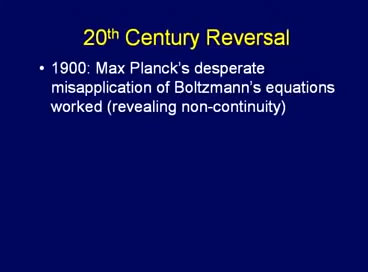 20th Century Reversal
• 1900: Max Planck's desperate
misapplication of Boltzmann's equations
worked (revealing non-continuity)